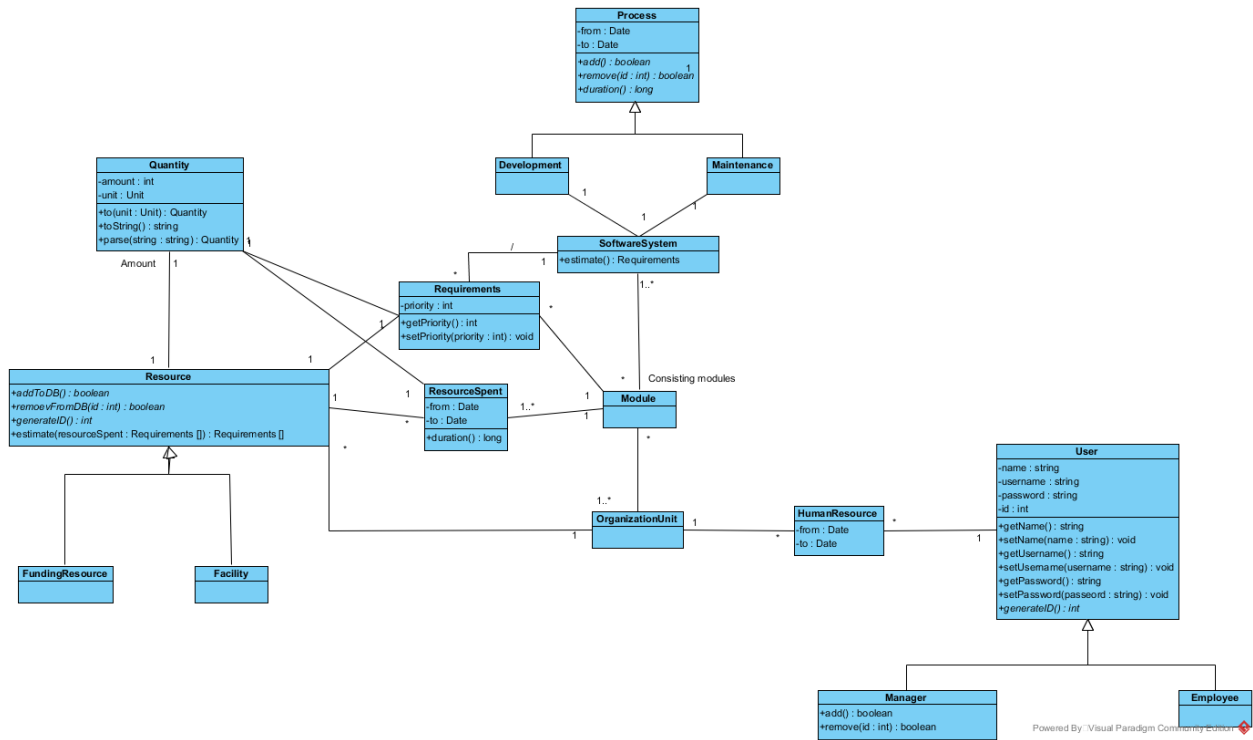 Process
-from : Date
-to : Date
+add() : boolean
+remove(id : int) : boolean
+duration() : long
1
Development
Maintenance
1
1
1
Quantity
-amount : int
-unit : Unit
+to(unit : Unit) : Quantity
+toString() : string
+parse(string : string) : Quantity
1
Amount
1
SoftwareSystem
+estimate() : Requirements
/
1
*
1..*
Requirements
-priority : int
+getPriority() : int
+setPriority(priority : int) : void
*
1
1
1
Resource
+addToDB() : boolean
+removevFromDB(id : int) : boolean
+generateID() : int
+estimate(resourceSpent : Requirements []) : Requirements []
1
1
*
*
ResourceSpent
-from : Date
-to : Date
+duration() : long
1..*
1
1
*
Consisting modules
Module
*
1..*
OrganizationUnit
1
1
*
HumanResource
-from : Date
-to : Date
*
1
User
-name : string
-username : string
-password : string
-id : int
+getName() : string
+setName(name : string) : void
+getUsername() : string
+setUsername(username : string) : void
+getPassword() : string
+setPassword(passeord : string) : void
+generateID() : int
FundingResource
Facility
Manager
+add() : boolean
+remove(id : int) : boolean
Employee
Powered By Visual Paradigm Community Edition